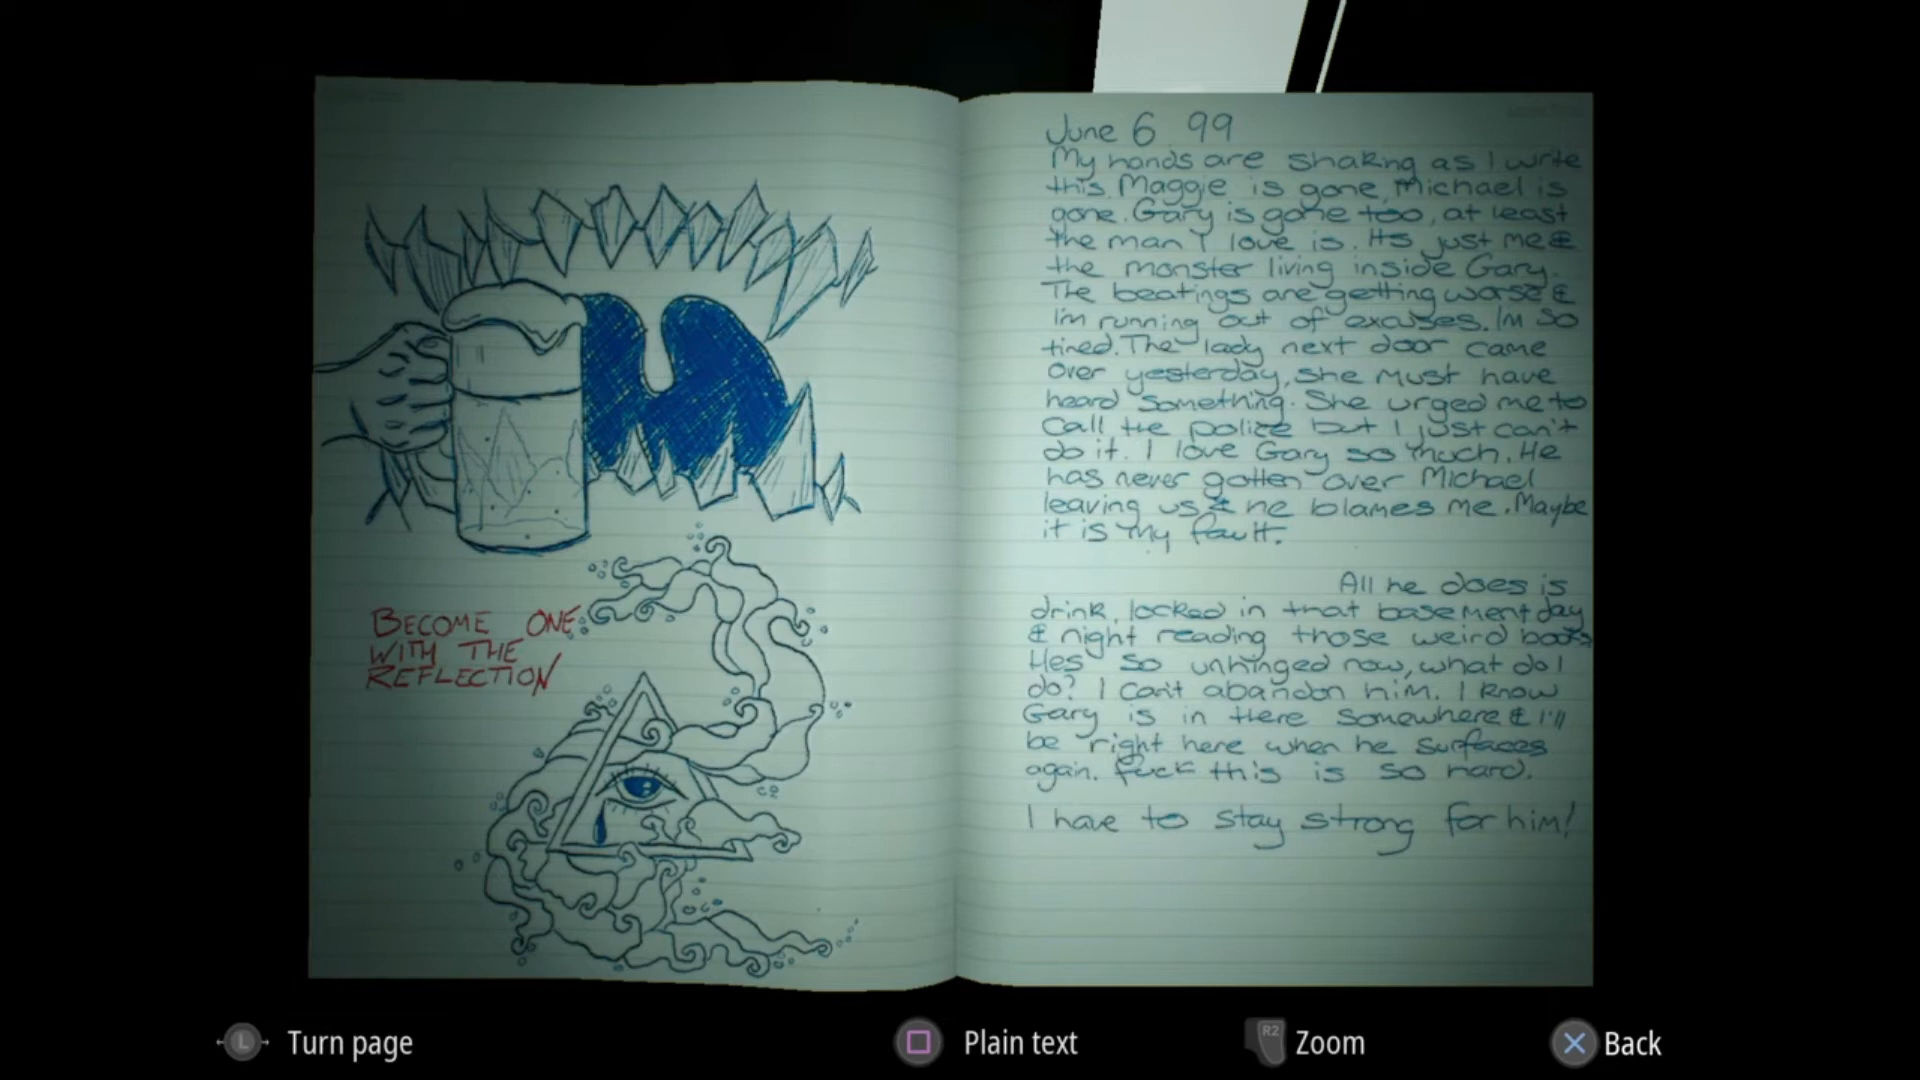 BECOME ONE
WITH THE
REFLECTION
June 6 99
My hands are shaking as I write
this. Maggie is gone, Michael is
gone. Gary is gone too, at least
the man I love is. Its just me &
the monster living inside Gary.
The beatings are getting worse &
I'm running out of excuses. Im so
tired. The lady next door came
over yesterday, she must have
heard something. She urged me to
call the police but I just can't
do it. I love Gary so much. He
has never gotten over Michael
leaving us & he blames me. Maybe
it is my fault.
All he does is
drink, locked in that basement day
& night reading those weird books
Hes so unhinged now, what do I
do? I can't abandon him. I know
Gary is in there somewhere & I'll
be right here when he surfaces
again. fuck this is so hard.
I have to stay strong for him!
L Turn page
Plain text
R2 Zoom
Back